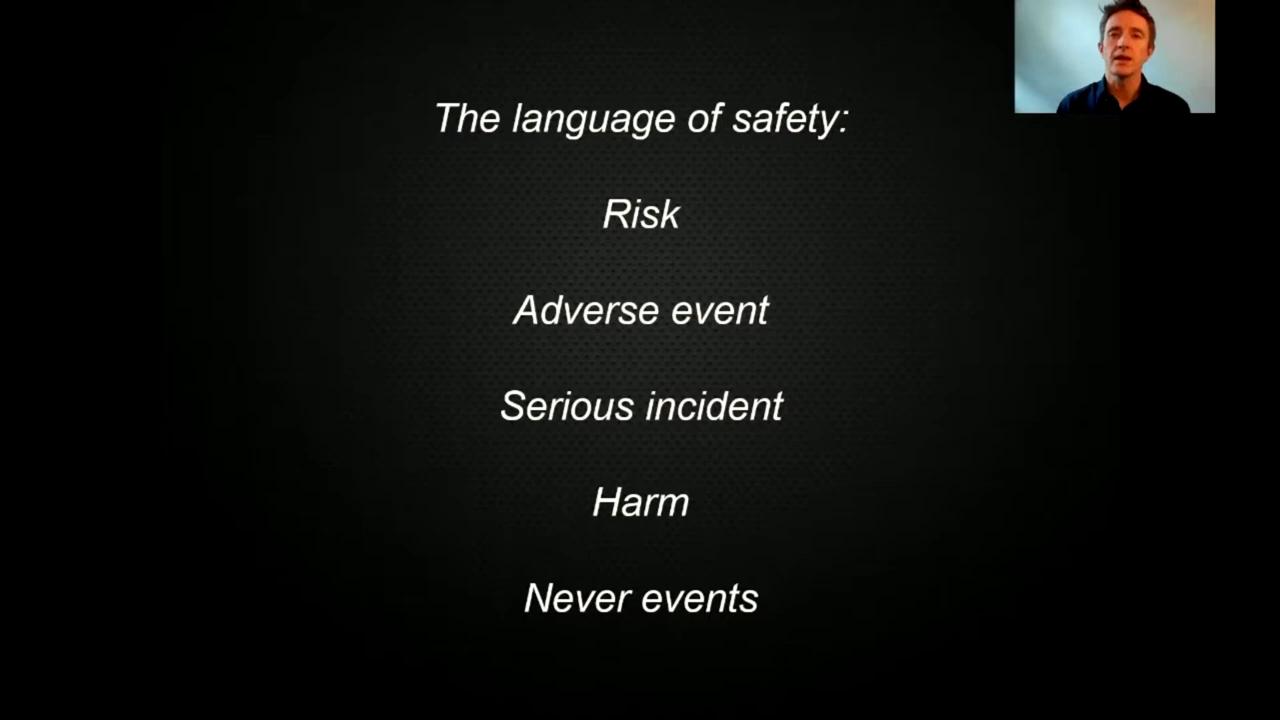 The language of safety:
Risk
Adverse event
Serious incident
Harm
Never events